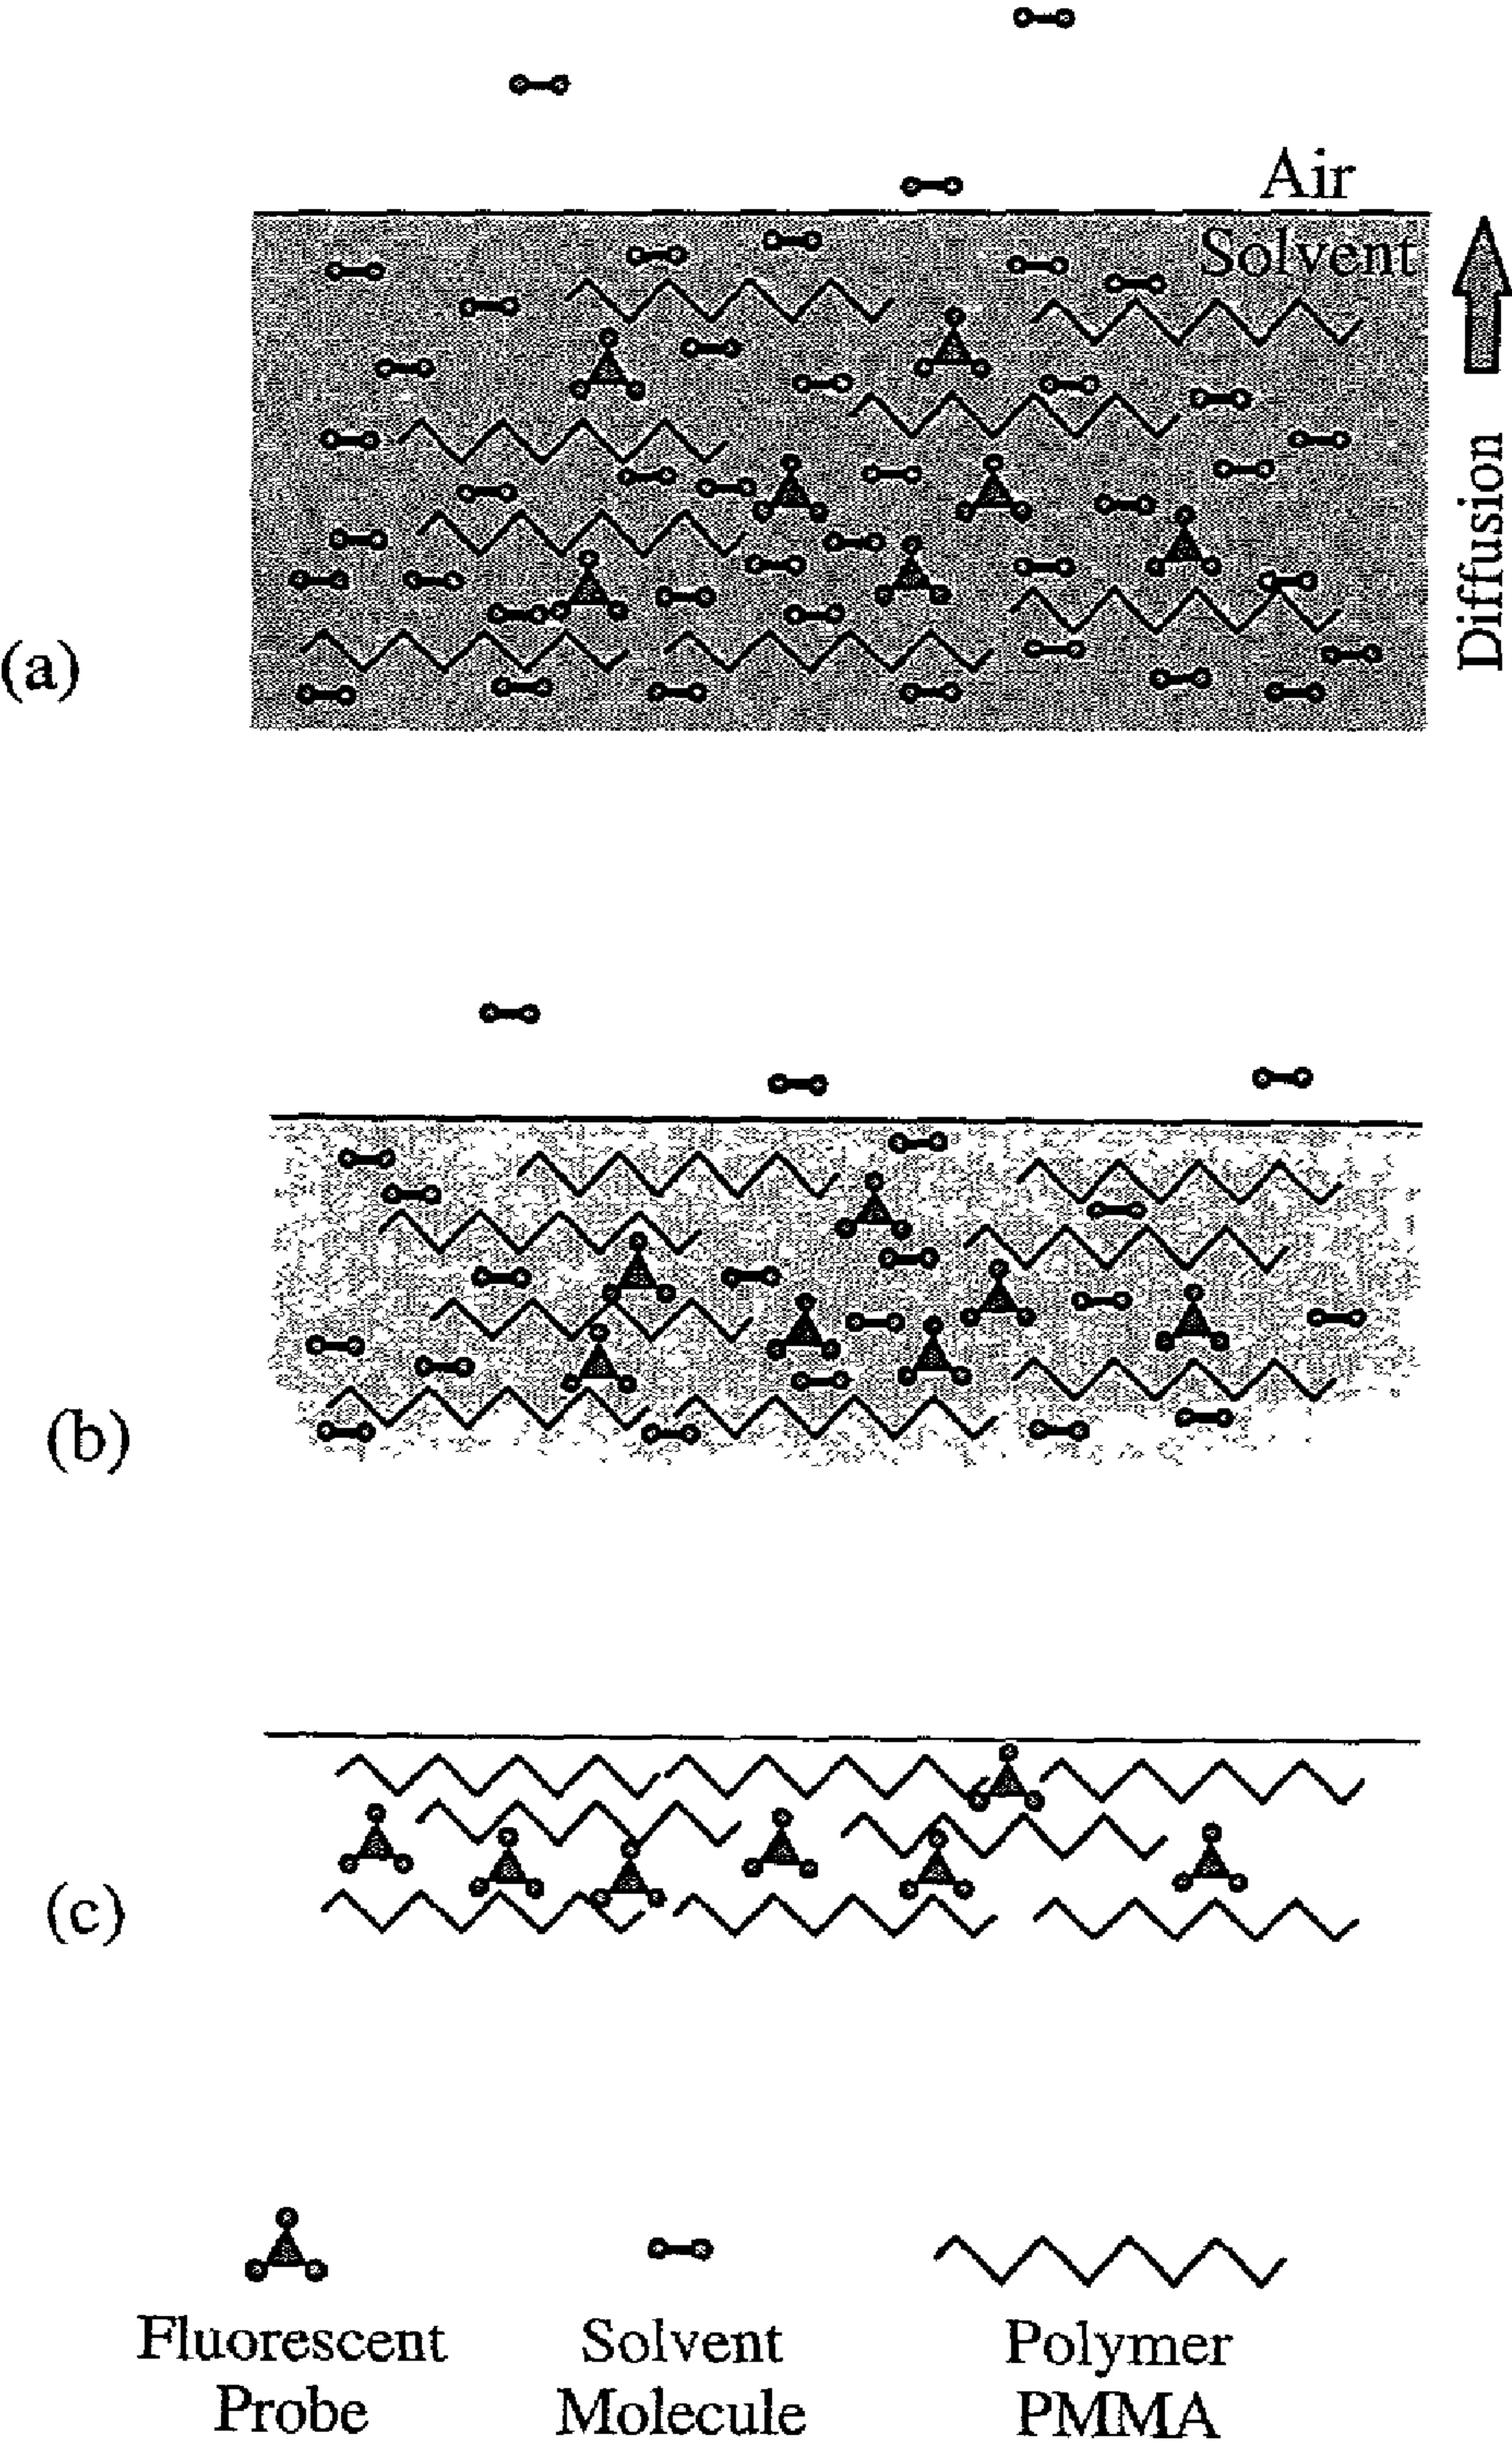 Air
Solvent
Diffusion
(a)
(b)
(c)
Fluorescent
Probe
Solvent
Molecule
Polymer
PMMA